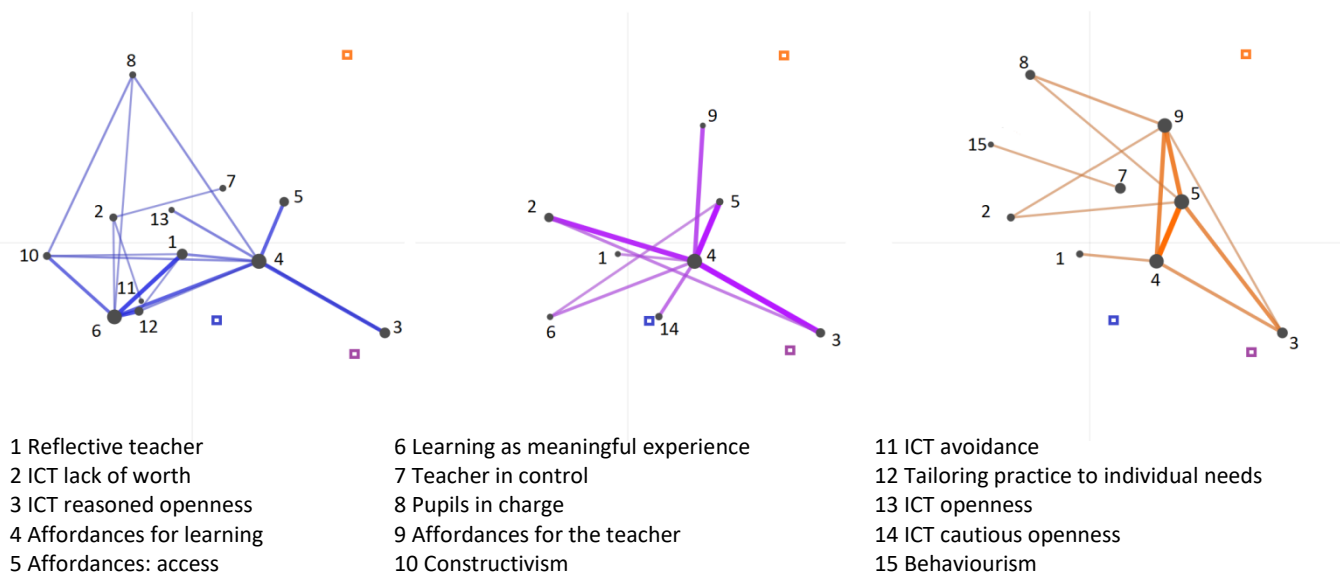 8
7
2
13
5
1
10
4
11
6
12
3
9
2
5
1
4
6
14
3
8
9
15
7
5
2
1
4
3
1 Reflective teacher
2 ICT lack of worth
3 ICT reasoned openness
4 Affordances for learning
5 Affordances: access
6 Learning as meaningful experience
7 Teacher in control
8 Pupils in charge
9 Affordances for the teacher
10 Constructivism
11 ICT avoidance
12 Tailoring practice to individual needs
13 ICT openness
14 ICT cautious openness
15 Behaviourism